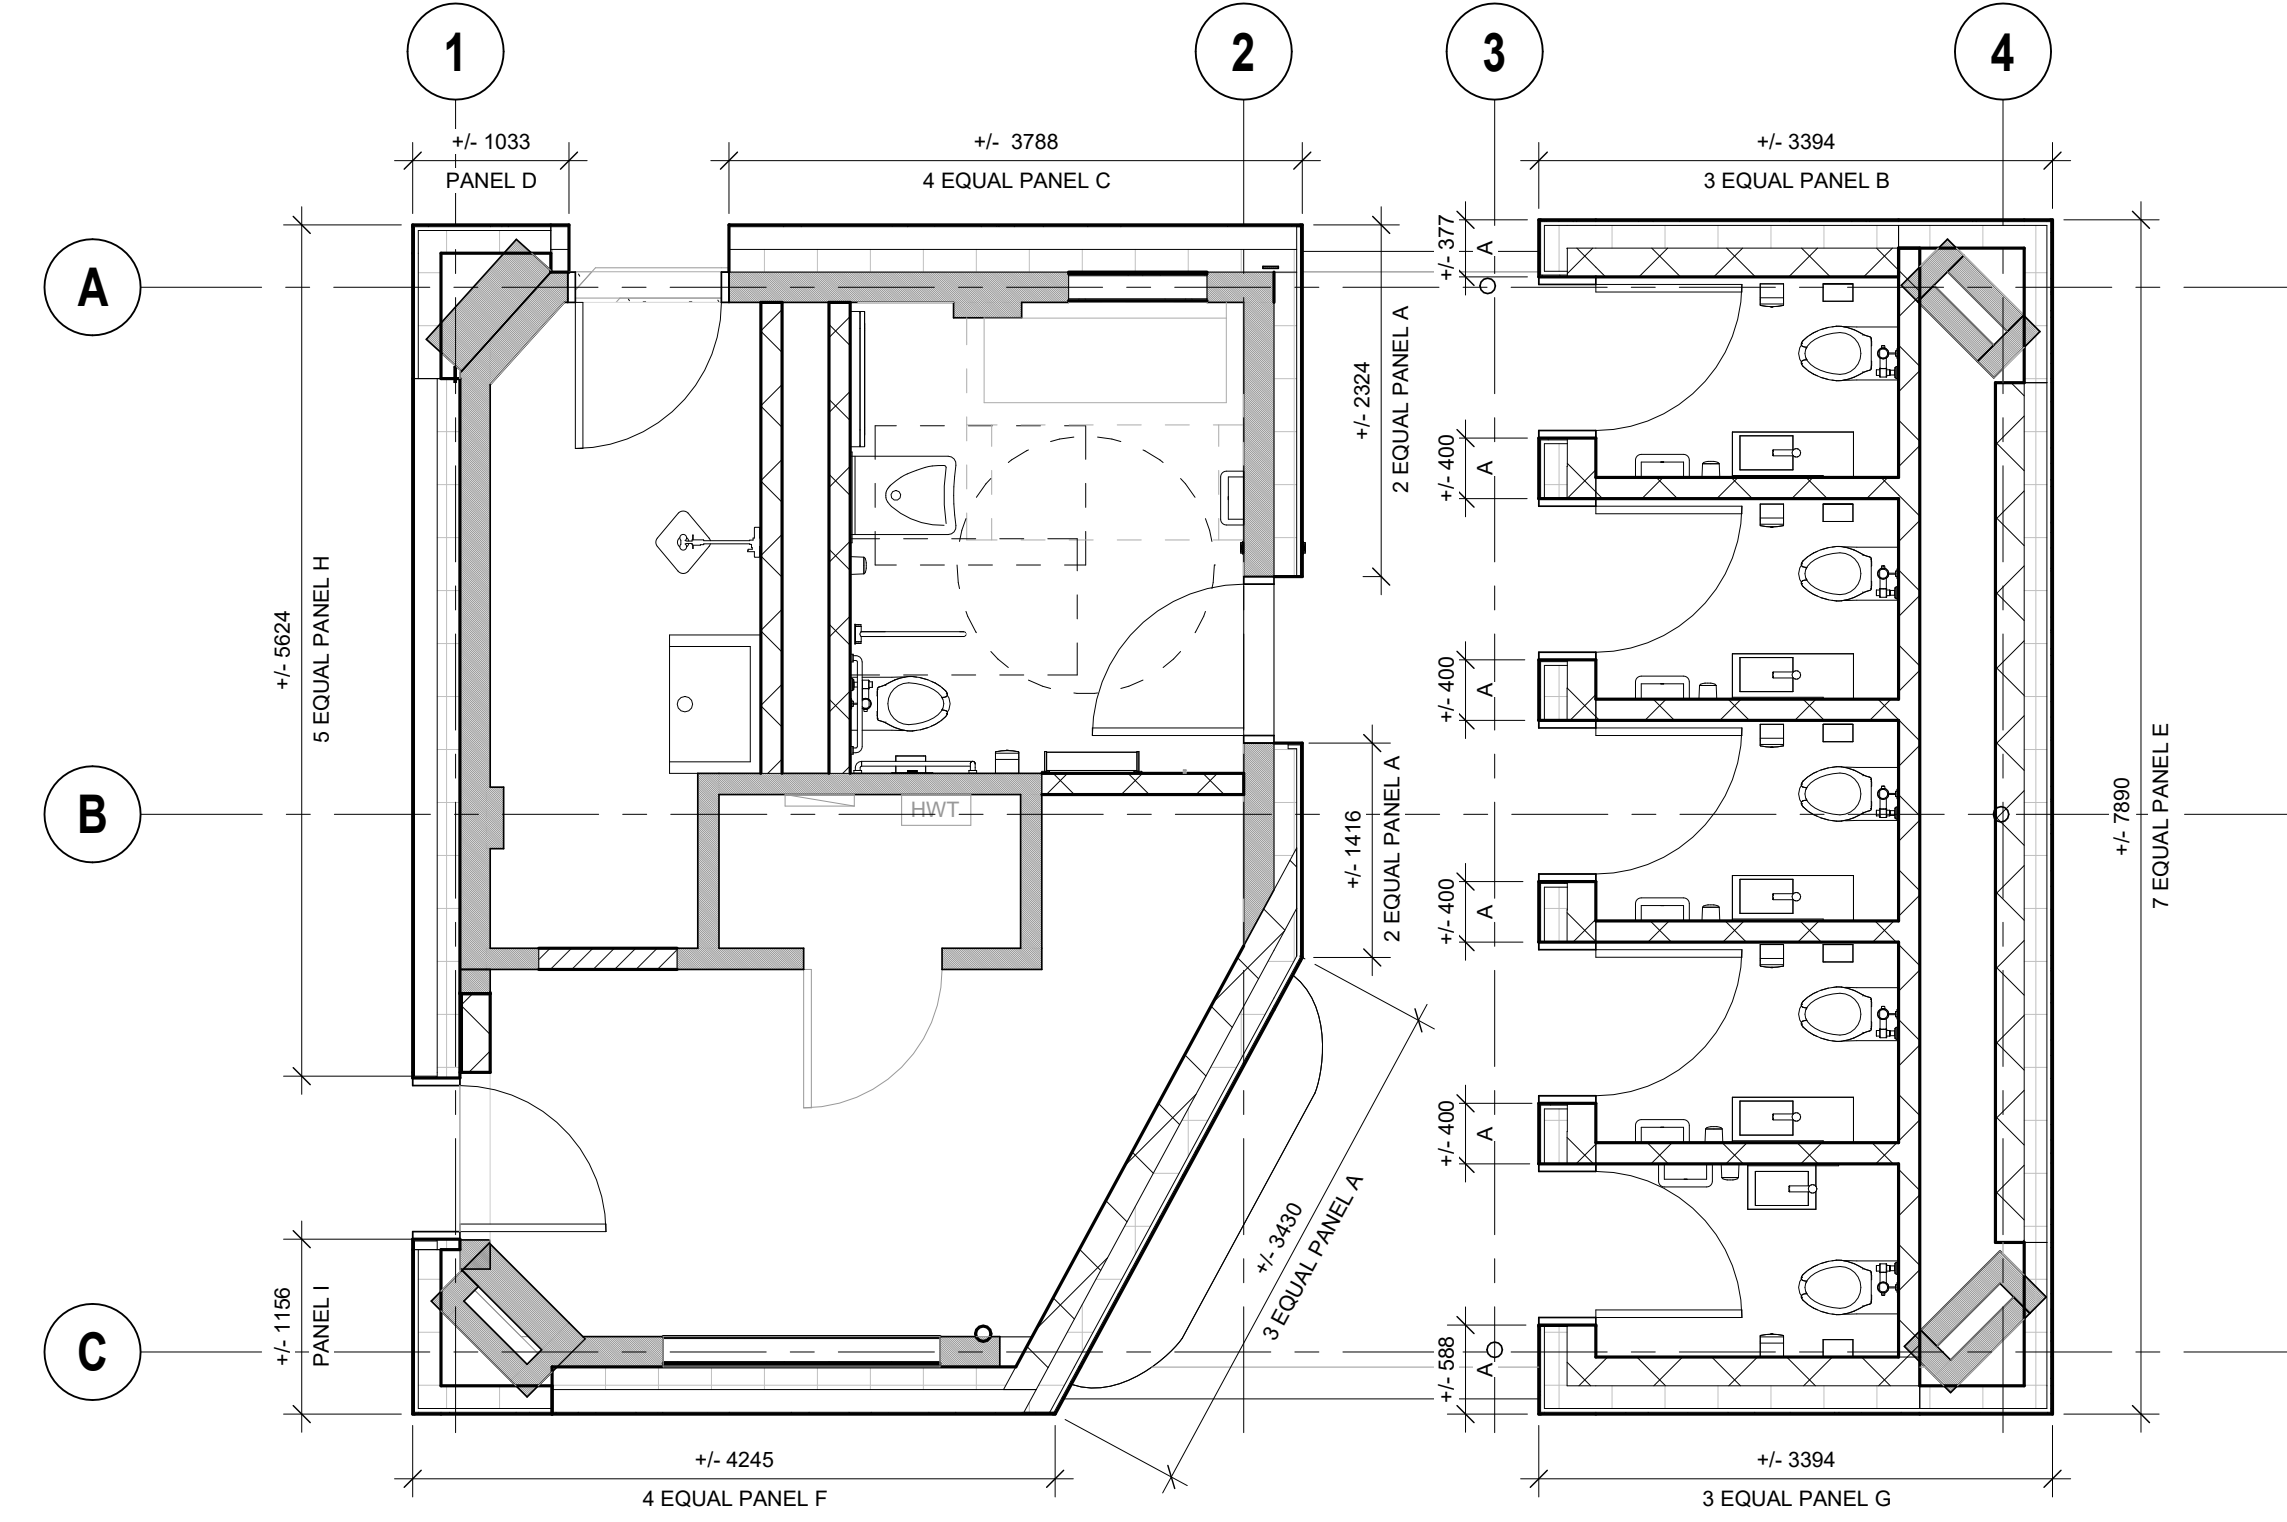 1
2
3
4
+/- 1033
PANEL D
+/- 3788
4 EQUAL PANEL C
+/- 3394
3 EQUAL PANEL B
A
B
C
+/- 5624
5 EQUAL PANEL H
+/- 1156
PANEL I
+/- 2324
2 EQUAL PANEL A
+/- 1416
2 EQUAL PANEL A
+/- 3430
3 EQUAL PANEL A
HWT
+/- 377
A
+/- 400
A
+/- 400
A
+/- 400
A
+/- 400
A
+/- 588
A
+/- 7890
7 EQUAL PANEL E
+/- 4245
4 EQUAL PANEL F
+/- 3394
3 EQUAL PANEL G